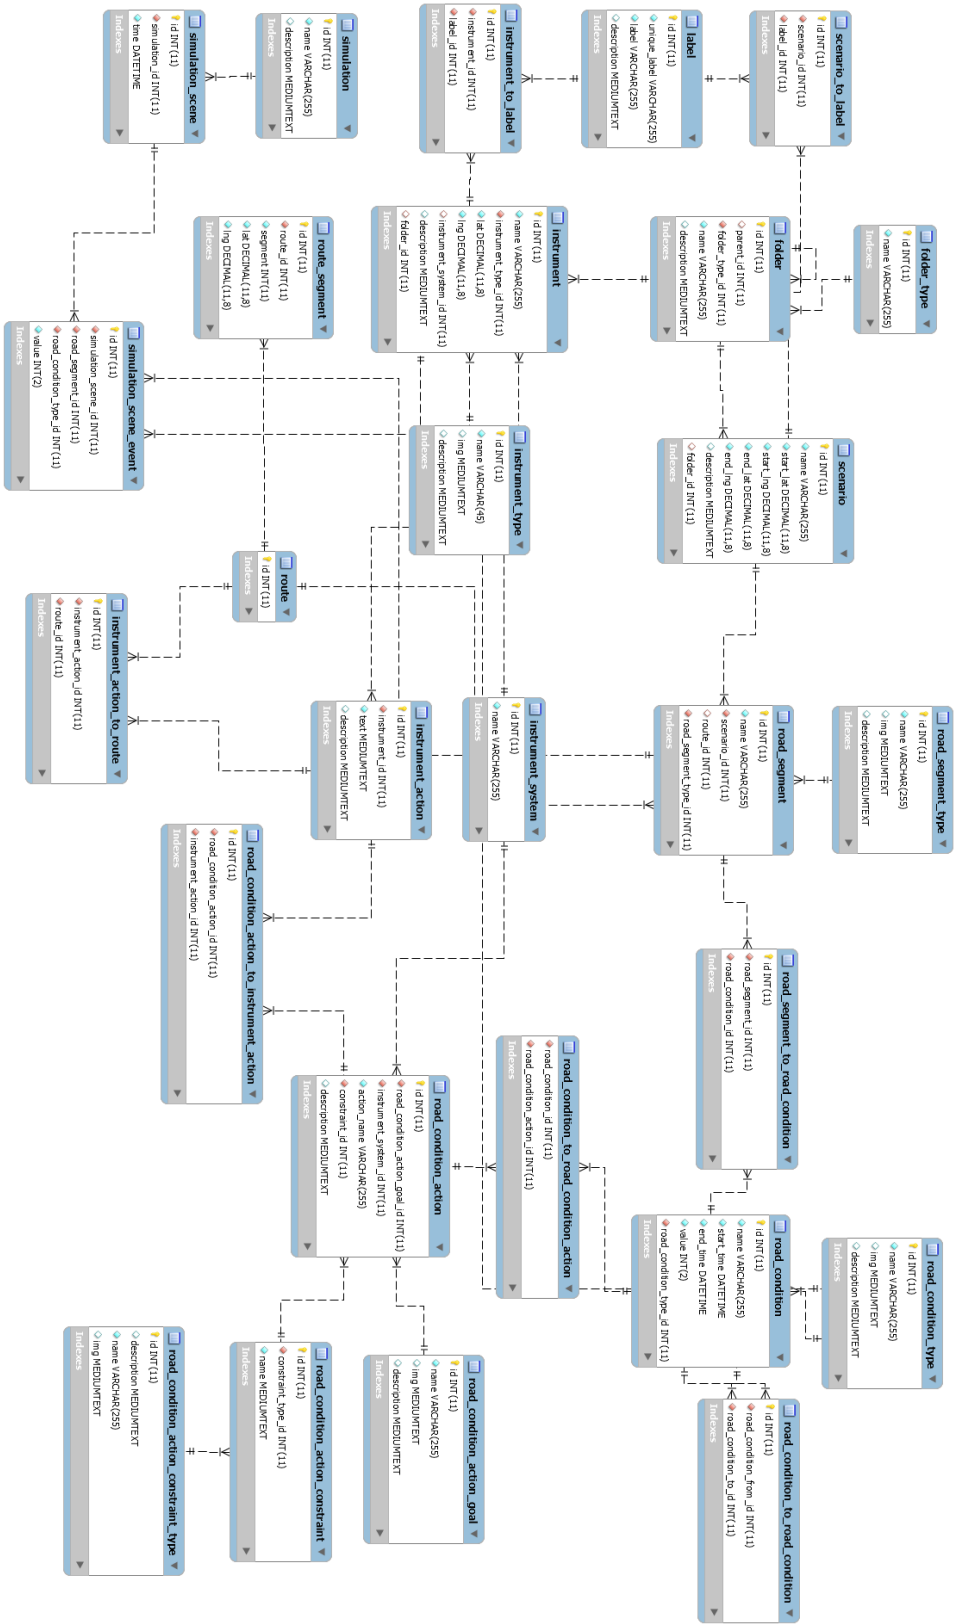 folder_type
id INT(11)
name VARCHAR(255)
Indexes
road_segment_type
id INT(11)
name VARCHAR(255)
img MEDIUMTEXT
description MEDIUMTEXT
Indexes
road_condition_type
id INT(11)
name VARCHAR(255)
img MEDIUMTEXT
description MEDIUMTEXT
Indexes
scenario_to_label
id INT(11)
scenario_id INT(11)
label_id INT(11)
Indexes
folder
id INT(11)
parent_id INT(11)
folder_type_id INT(11)
name VARCHAR(255)
description MEDIUMTEXT
Indexes
scenario
id INT(11)
name VARCHAR(255)
start_lat DECIMAL(11,8)
start_lng DECIMAL(11,8)
end_lat DECIMAL(11,8)
end_lng DECIMAL(11,8)
description MEDIUMTEXT
folder_id INT(11)
Indexes
road_segment
id INT(11)
name VARCHAR(255)
scenario_id INT(11)
route_id INT(11)
road_segment_type_id INT(11)
Indexes
road_segment_to_road_condition
id INT(11)
road_segment_id INT(11)
road_condition_id INT(11)
Indexes
road_condition
id INT(11)
name VARCHAR(255)
start_time DATETIME
end_time DATETIME
value INT(2)
road_condition_type_id INT(11)
Indexes
road_condition_to_road_condition
id INT(11)
road_condition_from_id INT(11)
road_condition_to_id INT(11)
Indexes
label
id INT(11)
unique_label VARCHAR(255)
label VARCHAR(255)
description MEDIUMTEXT
Indexes
instrument_to_label
id INT(11)
instrument_id INT(11)
label_id INT(11)
Indexes
instrument
id INT(11)
name VARCHAR(255)
instrument_type_id INT(11)
lat DECIMAL(11,8)
lng DECIMAL(11,8)
instrument_system_id INT(11)
description MEDIUMTEXT
folder_id INT(11)
Indexes
instrument_type
id INT(11)
name VARCHAR(45)
img MEDIUMTEXT
description MEDIUMTEXT
Indexes
instrument_system
id INT(11)
name VARCHAR(255)
Indexes
road_condition_to_road_condition_action
id INT(11)
road_condition_id INT(11)
road_condition_action_id INT(11)
Indexes
simulation
id INT(11)
name VARCHAR(255)
description MEDIUMTEXT
Indexes
route_segment
id INT(11)
route_id INT(11)
segment INT(11)
lat DECIMAL(11,8)
lng DECIMAL(11,8)
Indexes
route
id INT(11)
Indexes
instrument_action
id INT(11)
instrument_id INT(11)
text MEDIUMTEXT
description MEDIUMTEXT
Indexes
road_condition_action
id INT(11)
road_condition_action_goal_id INT(11)
instrument_system_id INT(11)
action_name VARCHAR(255)
constraint_id INT(11)
description MEDIUMTEXT
Indexes
road_condition_action_goal
id INT(11)
name VARCHAR(255)
img MEDIUMTEXT
description MEDIUMTEXT
Indexes
simulation_scene
id INT(11)
simulation_id INT(11)
time DATETIME
Indexes
simulation_scene_event
id INT(11)
simulation_scene_id INT(11)
road_segment_id INT(11)
road_condition_type_id INT(11)
value INT(2)
Indexes
instrument_action_to_route
id INT(11)
instrument_action_id INT(11)
route_id INT(11)
Indexes
road_condition_action_to_instrument_action
id INT(11)
road_condition_action_id INT(11)
instrument_action_id INT(11)
Indexes
road_condition_action_constraint
id INT(11)
constraint_type_id INT(11)
name MEDIUMTEXT
Indexes
road_condition_action_constraint_type
id INT(11)
description MEDIUMTEXT
name VARCHAR(255)
img MEDIUMTEXT
Indexes